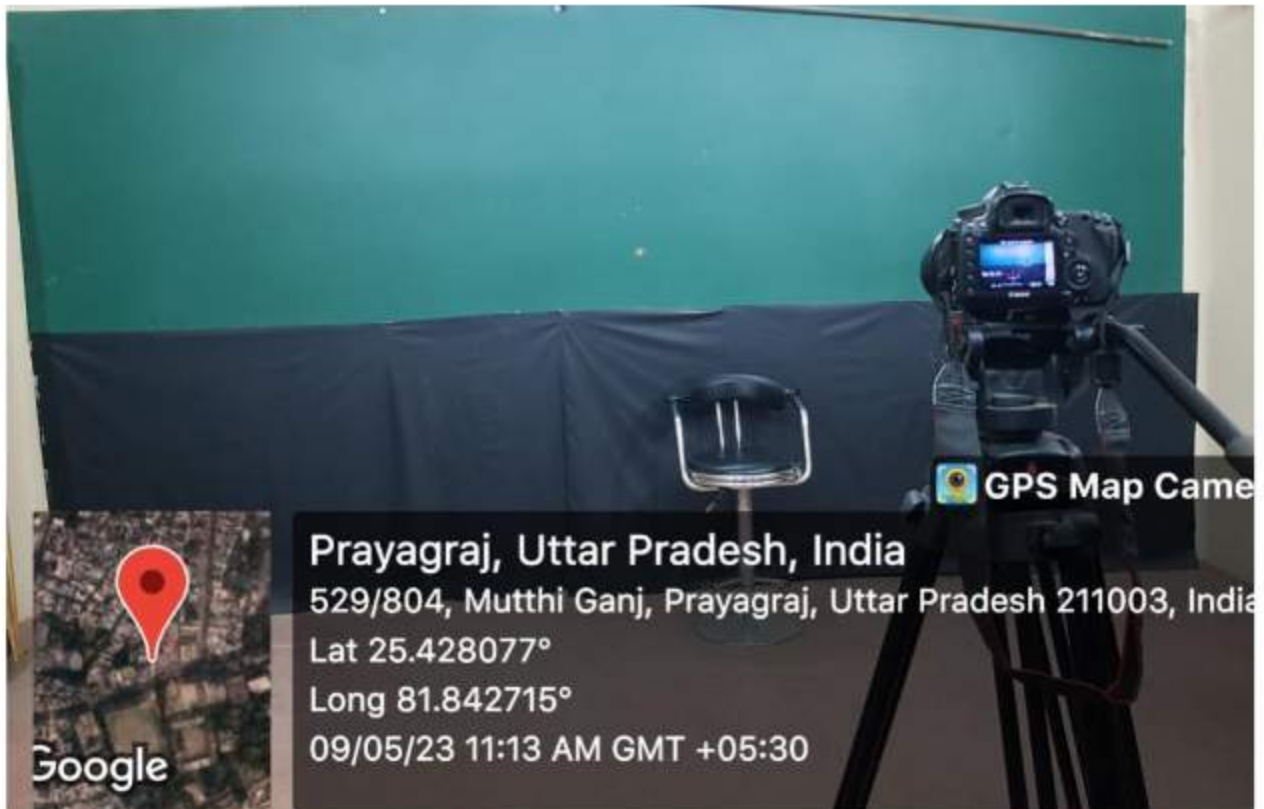 GPS Map Came
Prayagraj, Uttar Pradesh, India
529/804, Mutthi Ganj, Prayagraj, Uttar Pradesh 211003, India
Lat 25.428077°
Long 81.842715°
09/05/23 11:13 AM GMT +05:30
Google